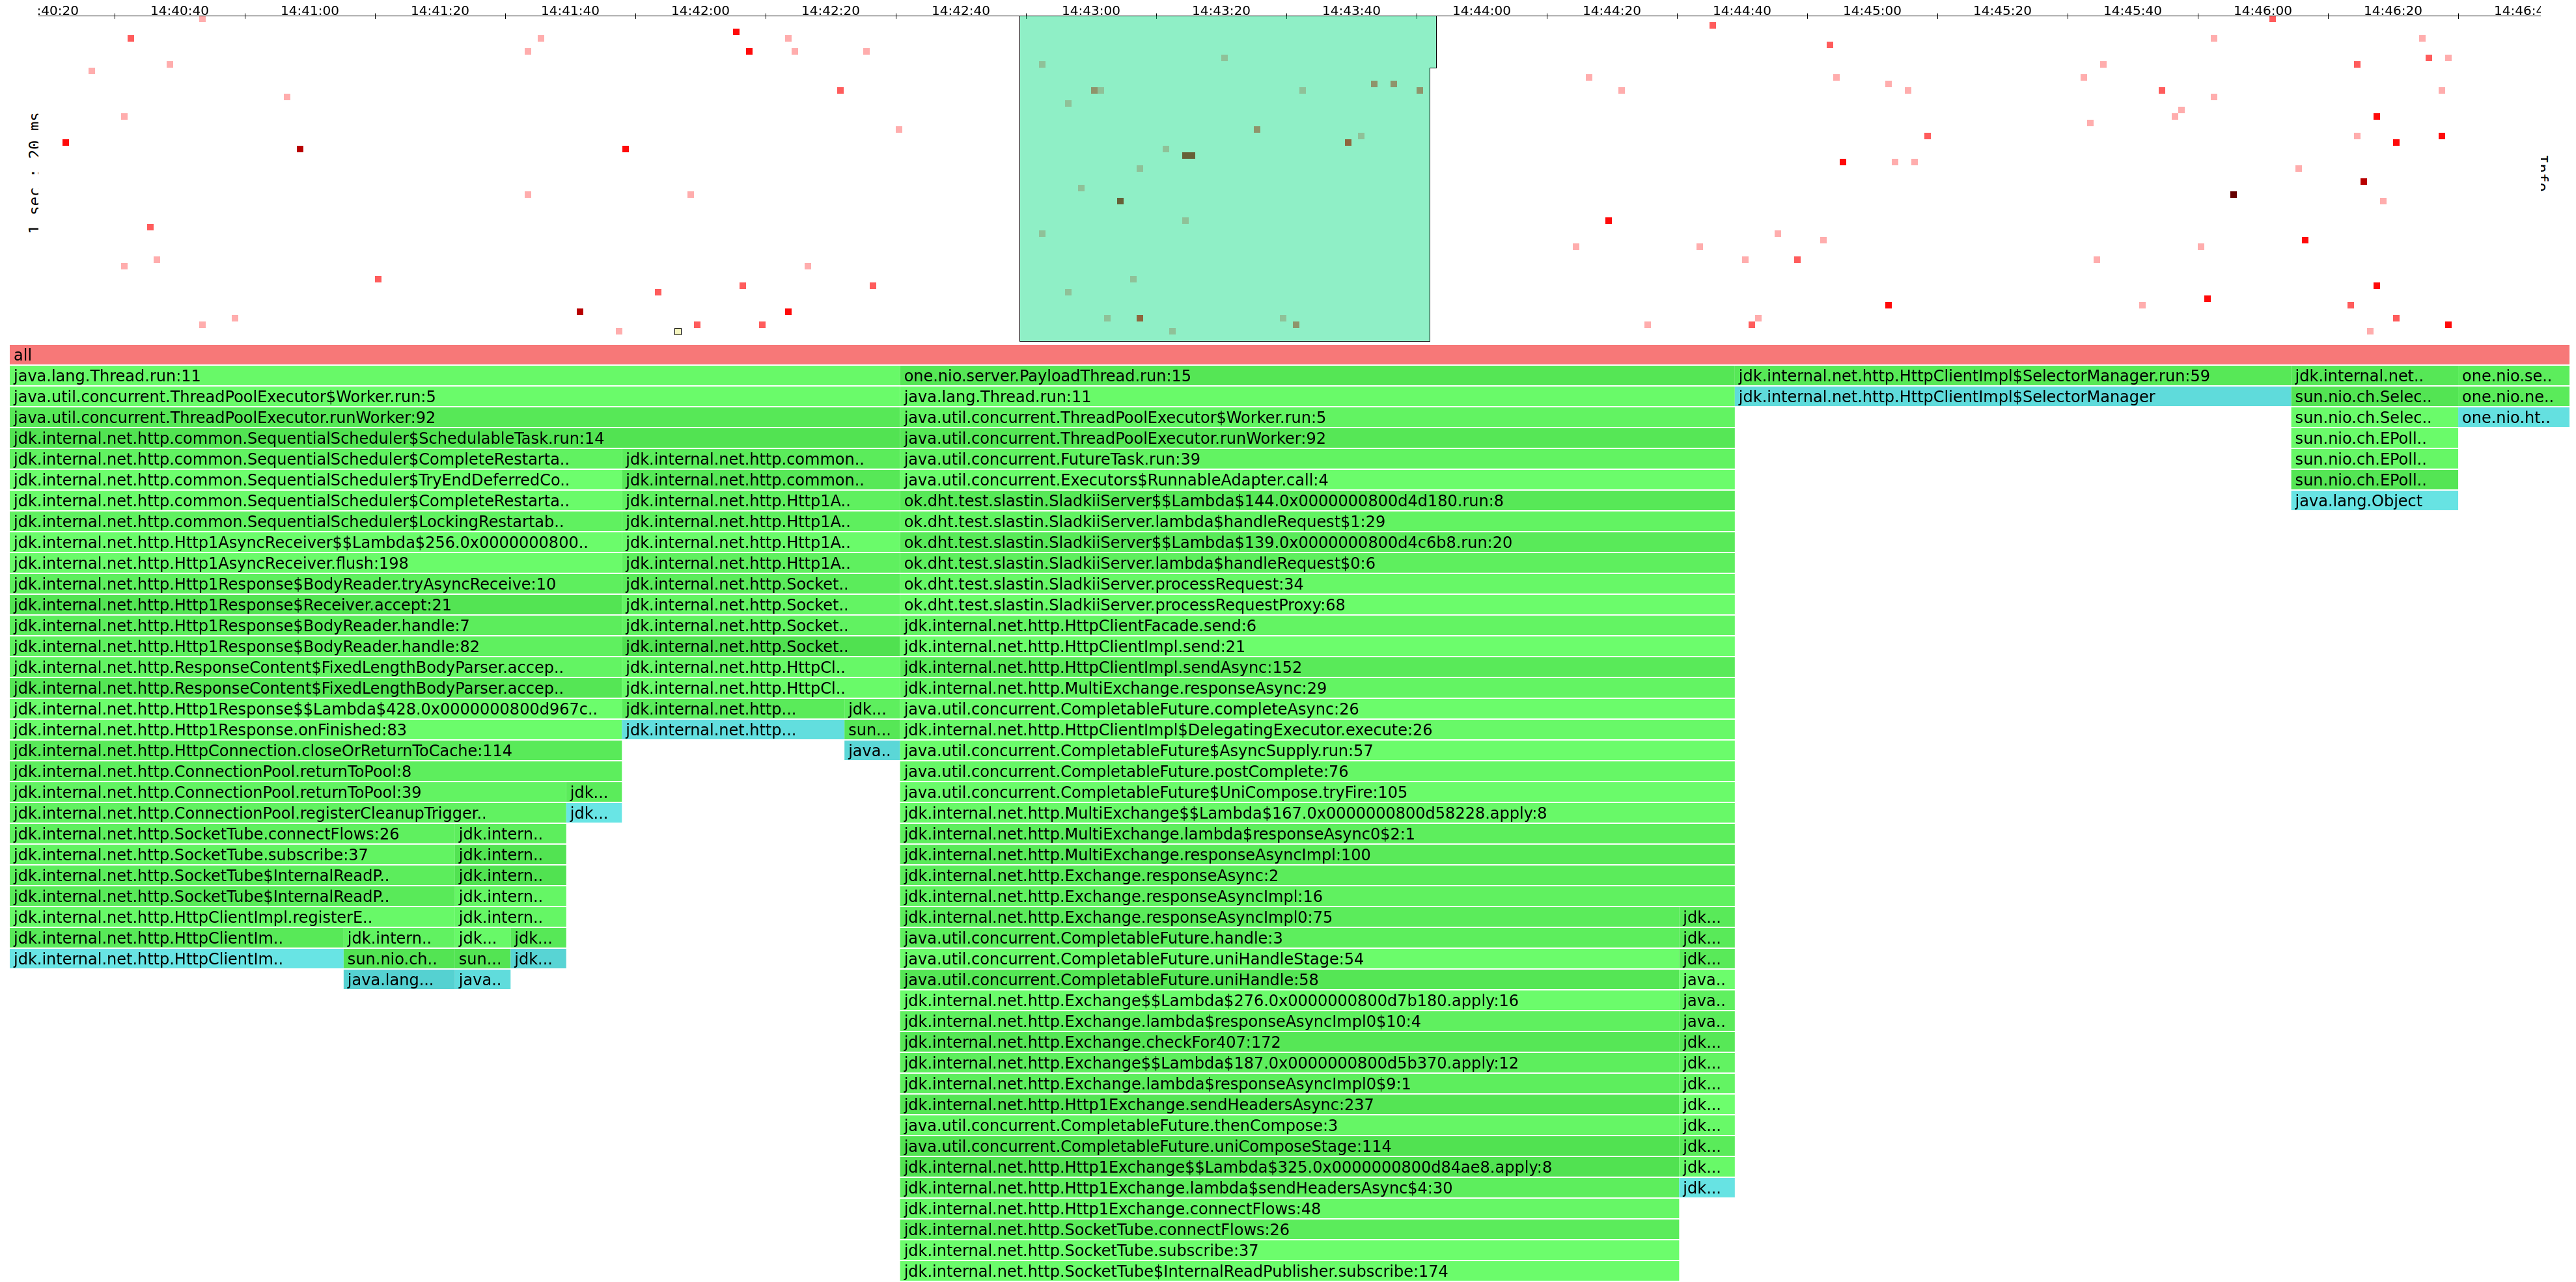 :40:20 14:40:40 14:41:00 14:41:20 14:41:40 14:42:00 14:42:20 14:42:40 14:43:00 14:43:20 14:43:40 14:44:00 14:44:20 14:44:40 14:45:00 14:45:20 14:45:40 14:46:00 14:46:20
1 sec : 20 ms
all
java.lang.Thread.run:11 one.nio.server.PayloadThread.run:15 jdk.internal.net.http.HttpClientImpl$SelectorManager.run:59 jdk.internal.net.. one.nio.se..
java.util.concurrent.ThreadPoolExecutor$Worker.run:5 java.lang.Thread.run:11 jdk.internal.net.http.HttpClientImpl$SelectorManager sun.nio.ch.Selec.. one.nio.ne..
java.util.concurrent.ThreadPoolExecutor.runWorker:92 java.util.concurrent.ThreadPoolExecutor$Worker.run:5 sun.nio.ch.Selec.. one.nio.ht..
jdk.internal.net.http.common.SequentialScheduler$SchedulableTask.run:14 java.util.concurrent.ThreadPoolExecutor.runWorker:92 sun.nio.ch.EPoll..
jdk.internal.net.http.common.SequentialScheduler$CompleteRestarta.. jdk.internal.net.http.common.. java.util.concurrent.FutureTask.run:39 sun.nio.ch.EPoll..
jdk.internal.net.http.common.SequentialScheduler$TryEndDeferredCo.. jdk.internal.net.http.common.. java.util.concurrent.Executors$RunnableAdapter.call:4 sun.nio.ch.EPoll..
jdk.internal.net.http.common.SequentialScheduler$CompleteRestarta.. jdk.internal.net.http.Http1A.. ok.dht.test.slastin.SladkiiServer$$Lambda$144.0x0000000800d4d180.run:8 java.lang.Object
jdk.internal.net.http.common.SequentialScheduler$LockingRestartab.. jdk.internal.net.http.Http1A.. ok.dht.test.slastin.SladkiiServer.lambda$handleRequest$1:29
jdk.internal.net.http.Http1AsyncReceiver$$Lambda$256.0x0000000800.. jdk.internal.net.http.Http1A.. ok.dht.test.slastin.SladkiiServer$$Lambda$139.0x0000000800d4c6b8.run:20
jdk.internal.net.http.Http1AsyncReceiver.flush:198 jdk.internal.net.http.Http1A.. ok.dht.test.slastin.SladkiiServer.lambda$handleRequest$0:6
jdk.internal.net.http.Http1Response$BodyReader.tryAsyncReceive:10 jdk.internal.net.http.Socket.. ok.dht.test.slastin.SladkiiServer.processRequest:34
jdk.internal.net.http.Http1Response$Receiver.accept:21 jdk.internal.net.http.Socket.. ok.dht.test.slastin.SladkiiServer.processRequestProxy:68
jdk.internal.net.http.Http1Response$BodyReader.handle:7 jdk.internal.net.http.Socket.. jdk.internal.net.http.HttpClientFacade.send:6
jdk.internal.net.http.Http1Response$BodyReader.handle:82 jdk.internal.net.http.Socket.. jdk.internal.net.http.HttpClientImpl.send:21
jdk.internal.net.http.ResponseContent$FixedLengthBodyParser.accep.. jdk.internal.net.http.HttpCl.. jdk.internal.net.http.HttpClientImpl.sendAsync:152
jdk.internal.net.http.ResponseContent$FixedLengthBodyParser.accep.. jdk.internal.net.http.HttpCl.. jdk.internal.net.http.MultiExchange.responseAsync:29
jdk.internal.net.http.Http1Response$$Lambda$428.0x0000000800d967c.. jdk.internal.net.http... jdk... java.util.concurrent.CompletableFuture.completeAsync:26
jdk.internal.net.http.Http1Response.onFinished:83 jdk.internal.net.http... sun... jdk.internal.net.http.HttpClientImpl$DelegatingExecutor.execute:26
jdk.internal.net.http.HttpConnection.closeOrReturnToCache:114 java.. java.util.concurrent.CompletableFuture$AsyncSupply.run:57
jdk.internal.net.http.ConnectionPool.returnToPool:8 java.util.concurrent.CompletableFuture.postComplete:76
jdk.internal.net.http.ConnectionPool.returnToPool:39 jdk... java.util.concurrent.CompletableFuture$UniCompose.tryFire:105
jdk.internal.net.http.ConnectionPool.registerCleanupTrigger.. jdk... jdk.internal.net.http.MultiExchange$$Lambda$167.0x0000000800d58228.apply:8
jdk.internal.net.http.SocketTube.connectFlows:26 jdk.intern.. jdk.internal.net.http.MultiExchange.lambda$responseAsync0$2:1
jdk.internal.net.http.SocketTube.subscribe:37 jdk.intern.. jdk.internal.net.http.MultiExchange.responseAsyncImpl:100
jdk.internal.net.http.SocketTube$InternalReadP.. jdk.intern.. jdk.internal.net.http.Exchange.responseAsync:2
jdk.internal.net.http.SocketTube$InternalReadP.. jdk.intern.. jdk.internal.net.http.Exchange.responseAsyncImpl:16
jdk.internal.net.http.HttpClientImpl.registerE.. jdk.intern.. jdk.internal.net.http.Exchange.responseAsyncImpl0:75 jdk...
jdk.internal.net.http.HttpClientIm.. jdk.intern.. jdk... jdk... java.util.concurrent.CompletableFuture.handle:3 jdk...
jdk.internal.net.http.HttpClientIm.. sun.nio.ch.. sun... jdk... java.util.concurrent.CompletableFuture.uniHandleStage:54 jdk...
java.lang... java.. java.util.concurrent.CompletableFuture.uniHandle:58 java..
jdk.internal.net.http.Exchange$$Lambda$276.0x0000000800d7b180.apply:16 java..
jdk.internal.net.http.Exchange.lambda$responseAsyncImpl0$10:4 java..
jdk.internal.net.http.Exchange.checkFor407:172 jdk...
jdk.internal.net.http.Exchange$$Lambda$187.0x0000000800d5b370.apply:12 jdk...
jdk.internal.net.http.Exchange.lambda$responseAsyncImpl0$9:1 jdk...
jdk.internal.net.http.Http1Exchange.sendHeadersAsync:237 jdk...
java.util.concurrent.CompletableFuture.thenCompose:3 jdk...
java.util.concurrent.CompletableFuture.uniComposeStage:114 jdk...
jdk.internal.net.http.Http1Exchange$$Lambda$325.0x0000000800d84ae8.apply:8 jdk...
jdk.internal.net.http.Http1Exchange.lambda$sendHeadersAsync$4:30 jdk...
jdk.internal.net.http.Http1Exchange.connectFlows:48
jdk.internal.net.http.SocketTube.connectFlows:26
jdk.internal.net.http.SocketTube.subscribe:37
jdk.internal.net.http.SocketTube$InternalReadPublisher.subscribe:174